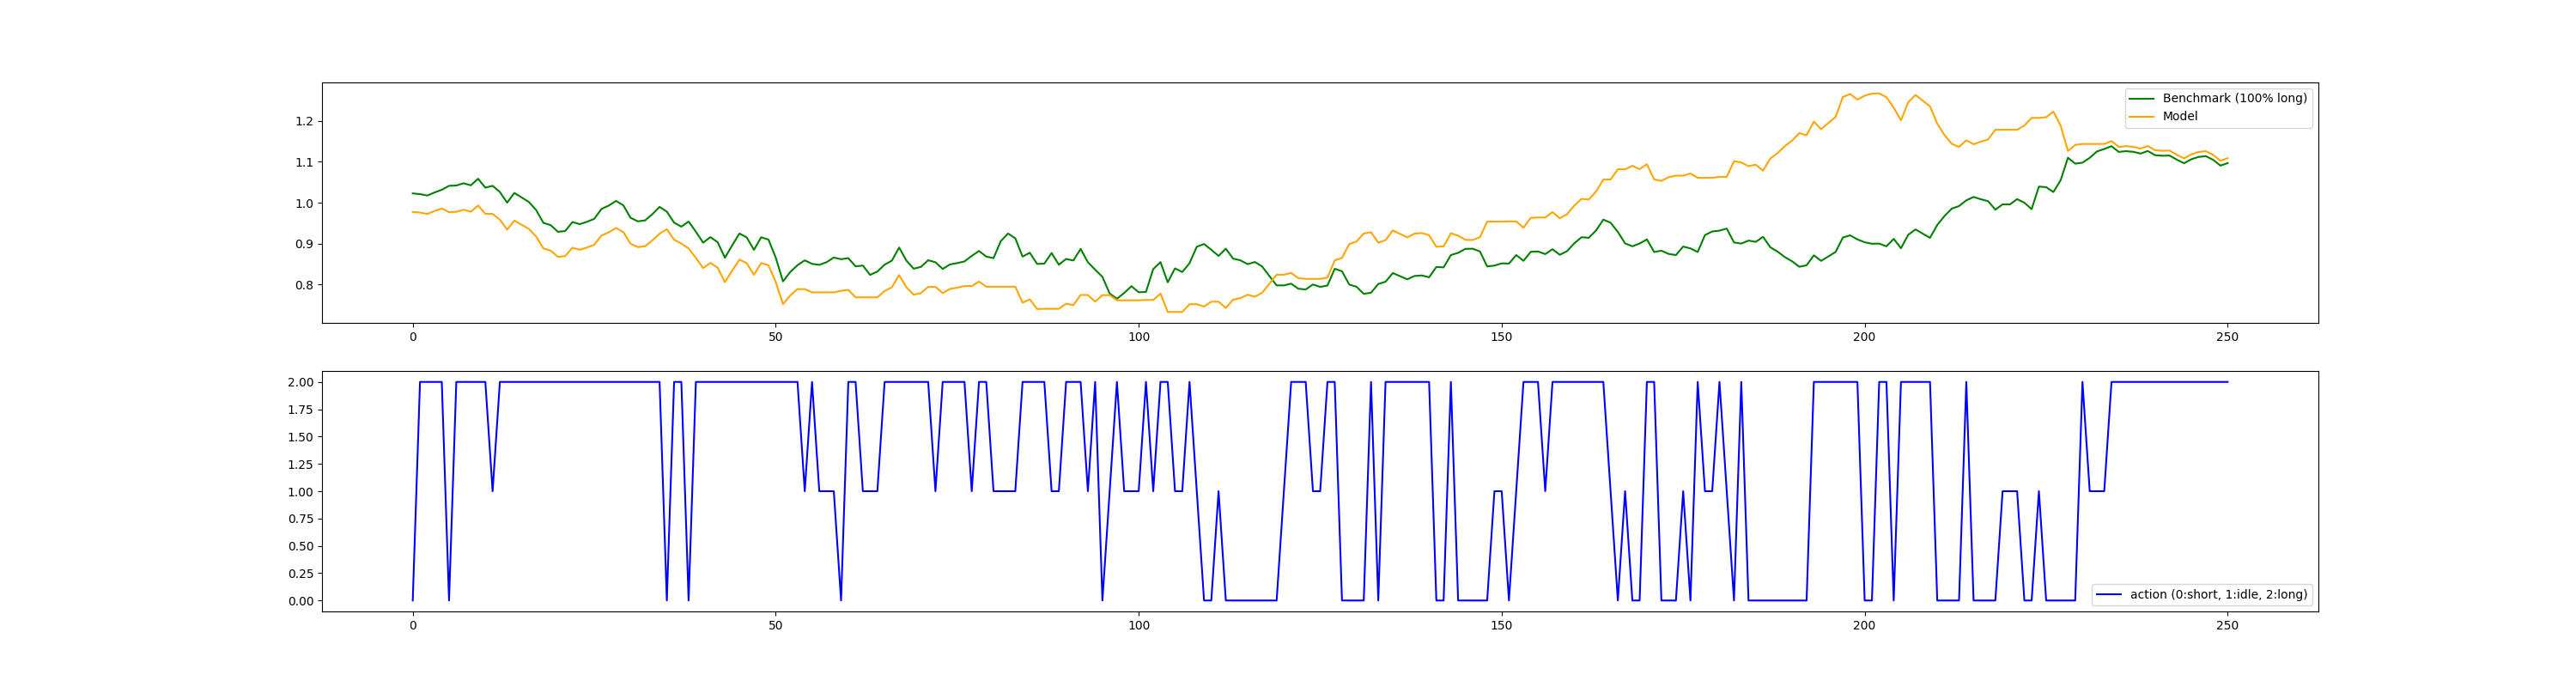 Benchmark (100% long)
Model
1.2
1.1
1.0
0.9
0.8
0 50 100 150 200 250
2.00
1.75
1.50
1.25
1.00
0.75
0.50
0.25
0.00
action (0:short, 1:idle, 2:long)
0 50 100 150 200 250